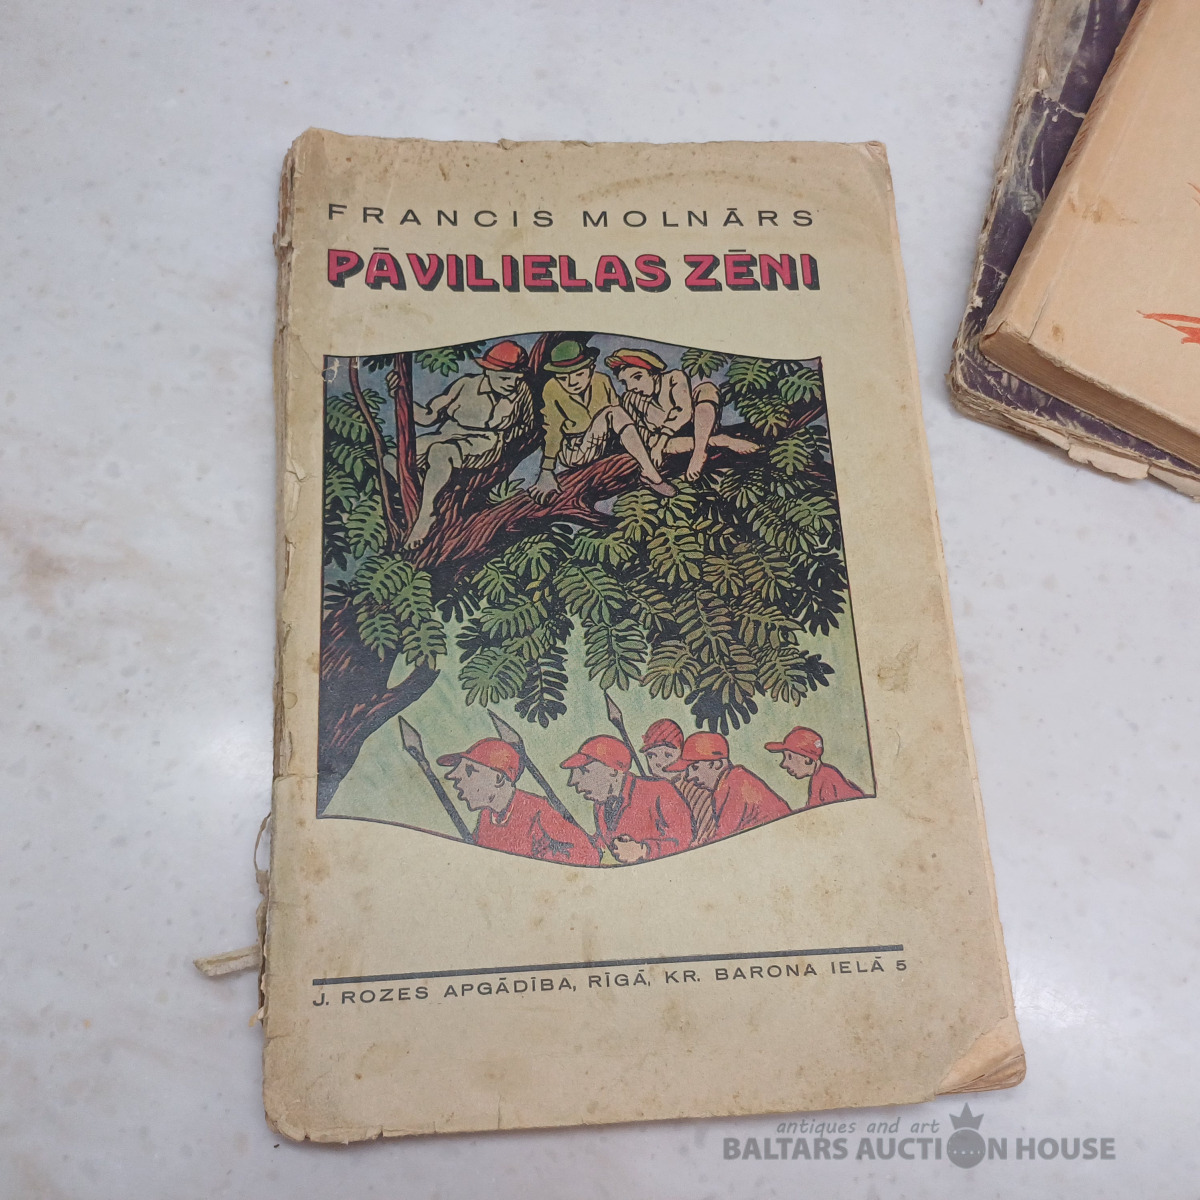 FRANCIS MOLNĀRS
PĀVILIELAS ZĒNI
J. ROZES APGĀDĪBA, RĪGĀ, KR. BARONA IELĀ 5
antiques and art
BALTARS AUCTION HOUSE